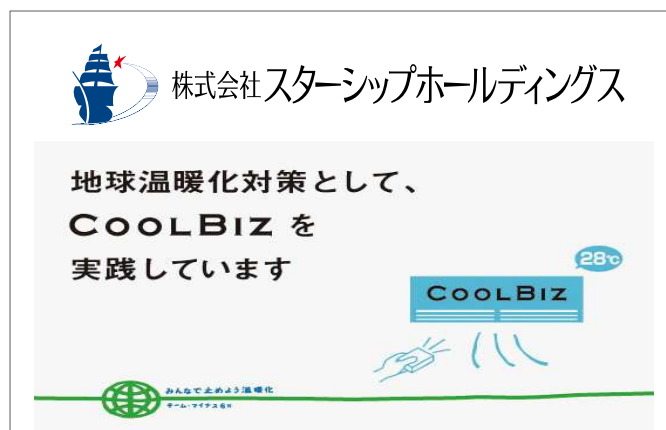 株式会社スターシップホールディングス
地球温暖化対策として、
COOLBIZ を
実践しています
28℃
COOLBIZ
みんなで止めよう温暖化
チーム・マイナス6%